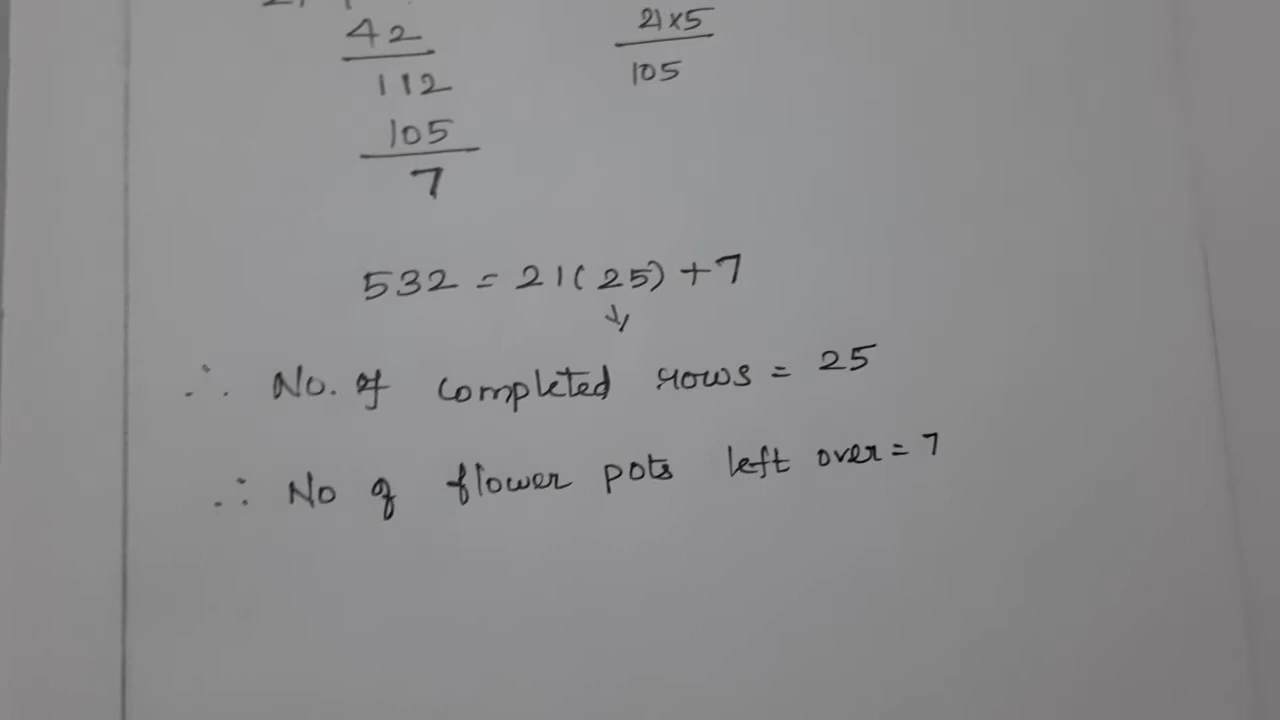 42
21x5
112
105
105
7
532 = 21(25)+7
∴ No. of completed rows = 25
∴ No of flower pots left over = 7